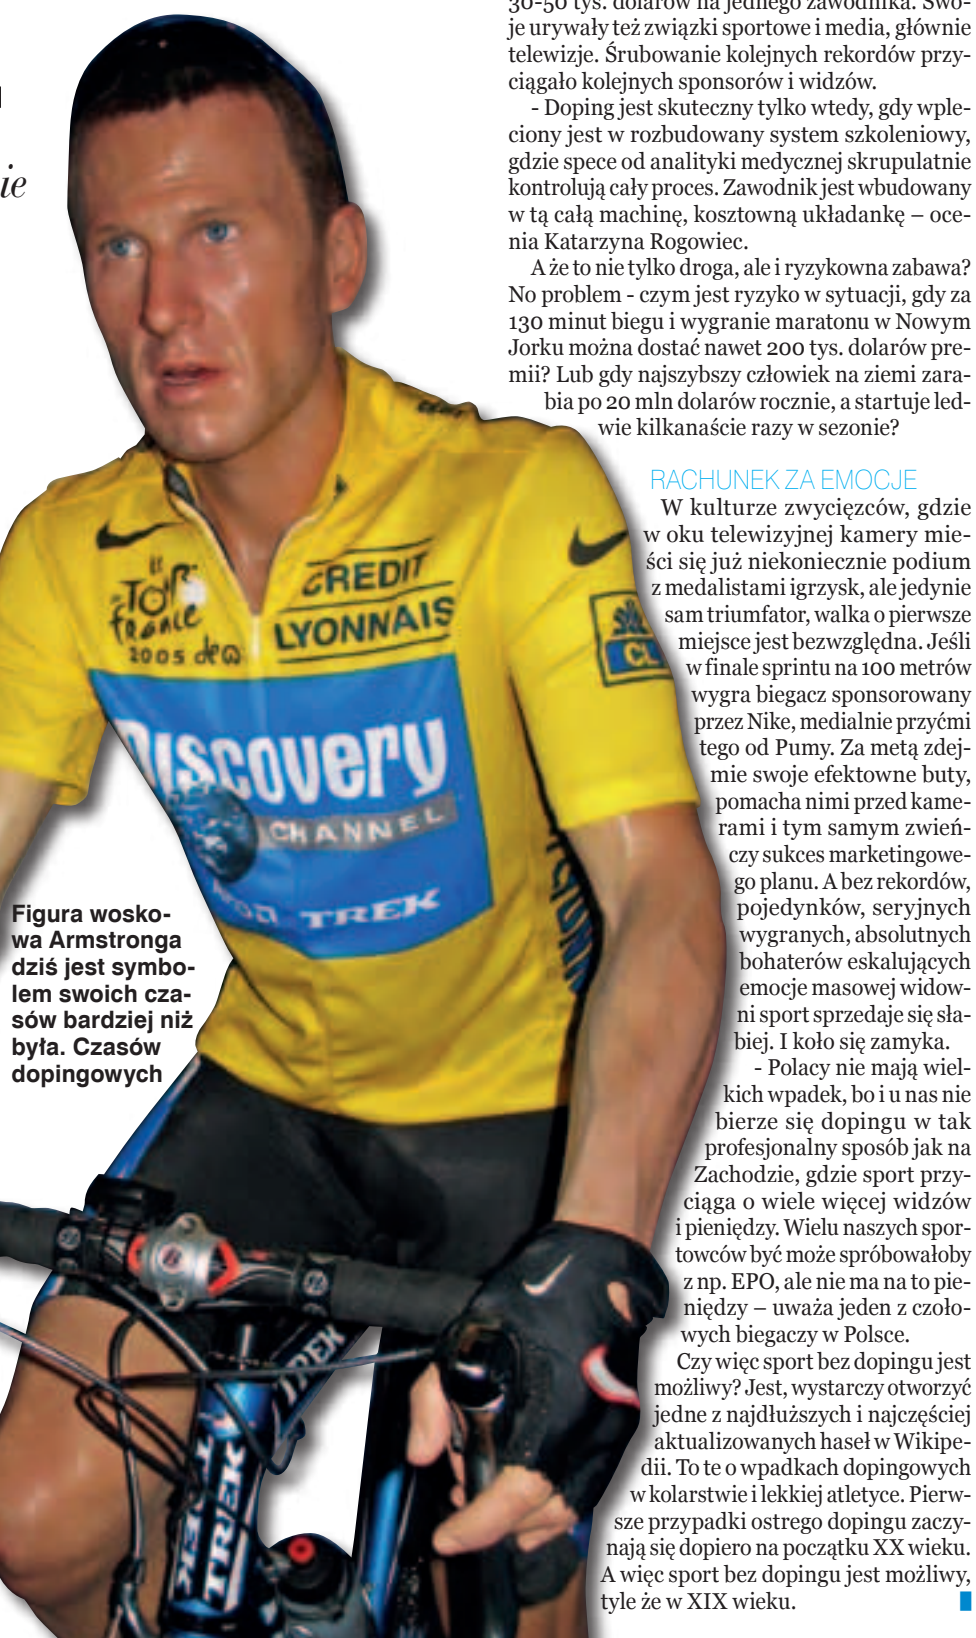 ie
30-50 tys. dolarów na jednego zawodnika. Swo-
je urywały też związki sportowe i media, głównie
telewizje. Śrubowanie kolejnych rekordów przy-
ciągało kolejnych sponsorów i widzów.
- Doping jest skuteczny tylko wtedy, gdy wple-
ciony jest w rozbudowany system szkoleniowy,
gdzie spece od analityki medycznej skrupulatnie
kontrolują cały proces. Zawodnik jest wbudowany
w tą całą machinę, kosztowną układankę – oce-
nia Katarzyna Rogowiec.
A że to nie tylko droga, ale i ryzykowna zabawa?
No problem - czym jest ryzyko w sytuacji, gdy za
130 minut biegu i wygranie maratonu w Nowym
Jorku można dostać nawet 200 tys. dolarów pre-
mii? Lub gdy najszybszy człowiek na ziemi zara-
bia po 20 mln dolarów rocznie, a startuje led-
wie kilkanaście razy w sezonie?
RACHUNEK ZA EMOCJE
W kulturze zwycięzców, gdzie
w oku telewizyjnej kamery mie-
ści się już niekoniecznie podium
z medalistami igrzysk, ale jedynie
sam triumfator, walka o pierwsze
miejsce jest bezwzględna. Jeśli
w finale sprintu na 100 metrów
wygra biegacz sponsorowany
przez Nike, medialnie przyćmi
tego od Pumy. Za metą zdej-
mie swoje efektowne buty,
pomacha nimi przed kame-
rami i tym samym zwień-
czy sukces marketingowe-
go planu. A bez rekordów,
pojedynków, seryjnych
wygranych, absolutnych
bohaterów eskalujących
emocje masowej widow-
ni sport sprzedaje się sła-
biej. I koło się zamyka.
- Polacy nie mają wiel-
kich wpadek, bo i u nas nie
bierze się dopingu w tak
profesjonalny sposób jak na
Zachodzie, gdzie sport przy-
ciąga o wiele więcej widzów
i pieniędzy. Wielu naszych spor-
towców być może spróbowałoby
z np. EPO, ale nie ma na to pie-
niędzy – uważa jeden z czoło-
wych biegaczy w Polsce.
Czy więc sport bez dopingu jest
możliwy? Jest, wystarczy otworzyć
jedne z najdłuższych i najczęściej
aktualizowanych haseł w Wikipe-
dii. To te o wpadkach dopingowych
w kolarstwie i lekkiej atletyce. Pierw-
sze przypadki ostrego dopingu zaczy-
nają się dopiero na początku XX wieku.
A więc sport bez dopingu jest możliwy,
tyle że w XIX wieku.
Figura wosko-
wa Armstronga
dziś jest symbo-
lem swoich cza-
sów bardziej niż
była. Czasów
dopingowych
Le
TOUR
de
france
2005
CREDIT
LYONNAIS
CL
Discovery
CHANNEL
TREK
TREK
TREK
TREK